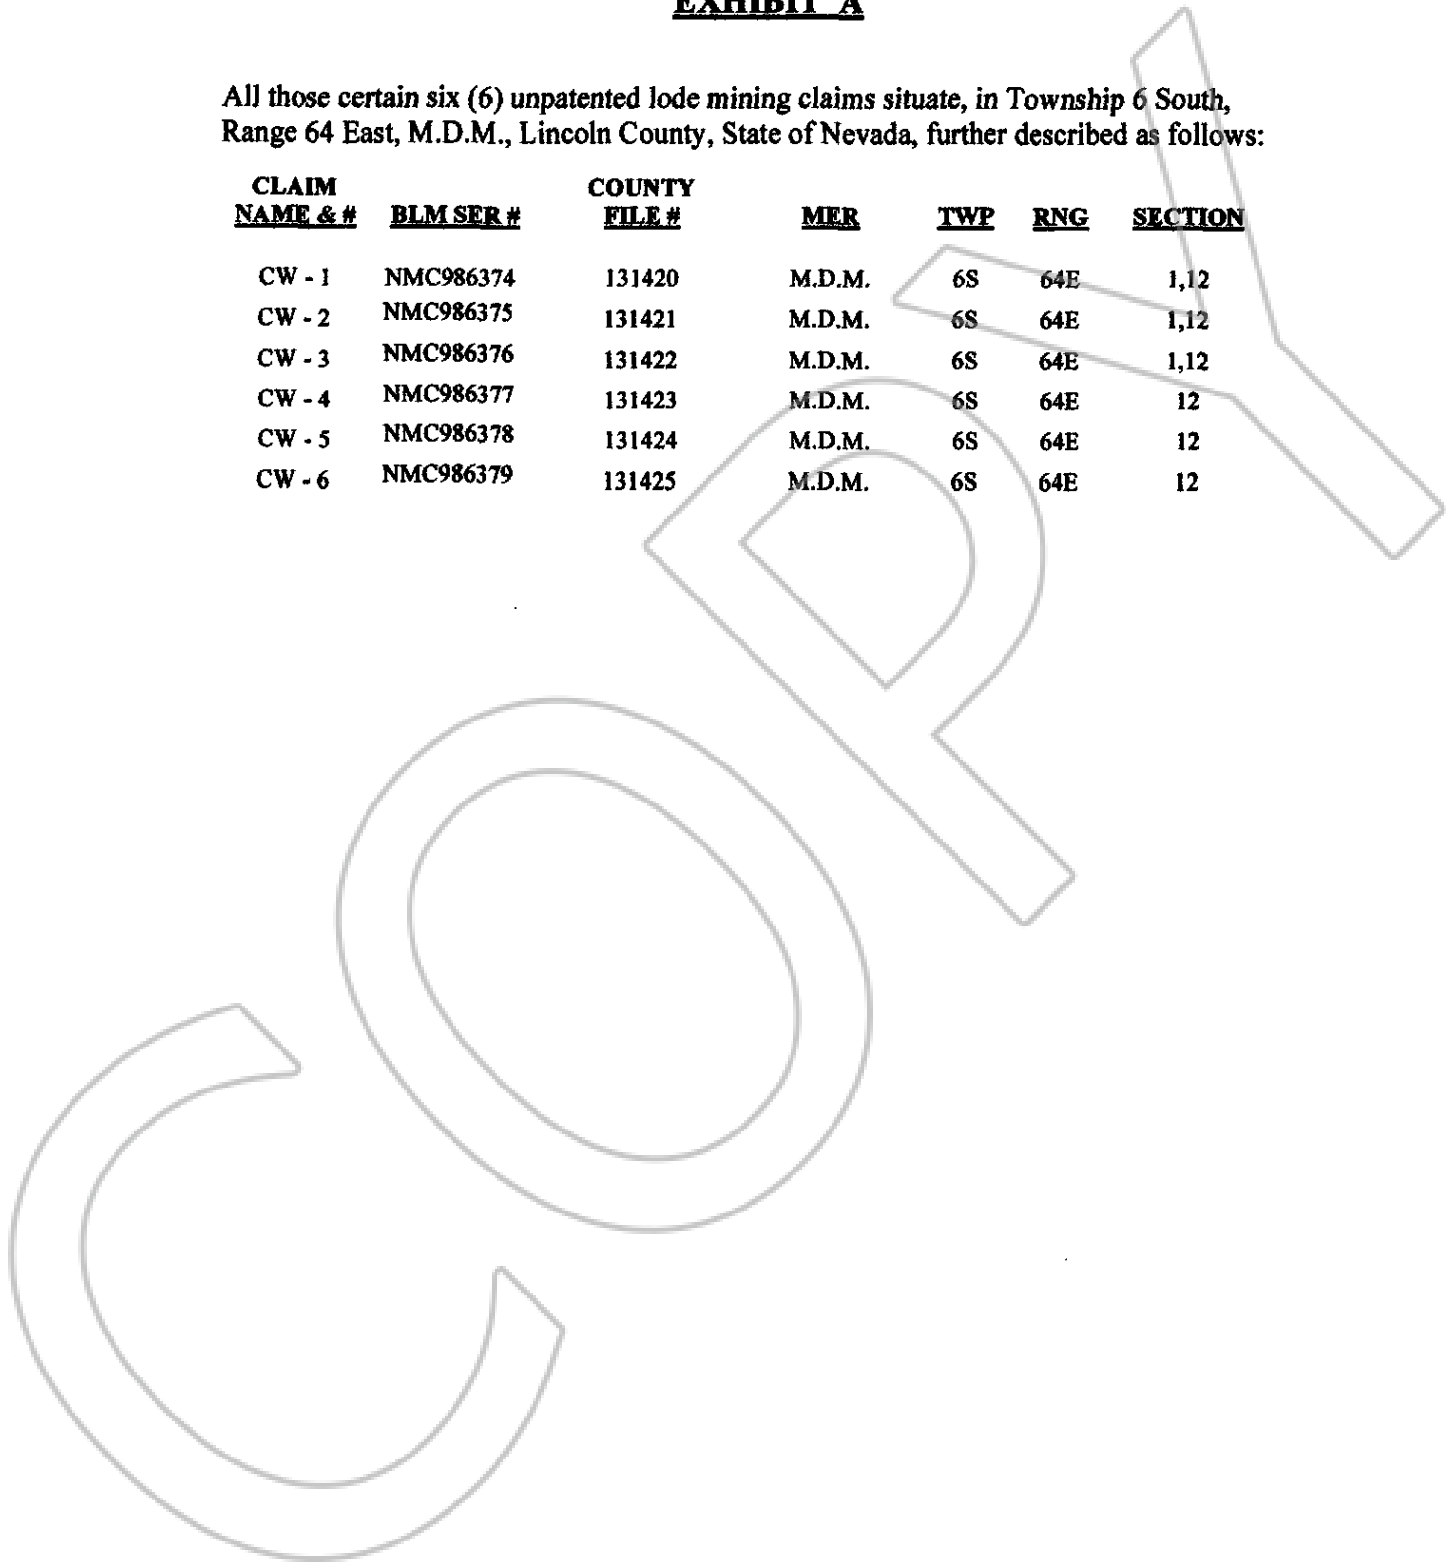 EXHIBIT A
All those certain six (6) unpatented lode mining claims situate, in Township 6 South,
Range 64 East, M.D.M., Lincoln County, State of Nevada, further described as follows:
CLAIM COUNTY
NAME & # BLM SER # FILE # MER TWP RNG SECTION
CW - 1 NMC986374 131420 M.D.M. 6S 64E 1,12
CW - 2 NMC986375 131421 M.D.M. 6S 64E 1,12
CW - 3 NMC986376 131422 M.D.M. 6S 64E 1,12
CW - 4 NMC986377 131423 M.D.M. 6S 64E 12
CW - 5 NMC986378 131424 M.D.M. 6S 64E 12
CW - 6 NMC986379 131425 M.D.M. 6S 64E 12
COPY